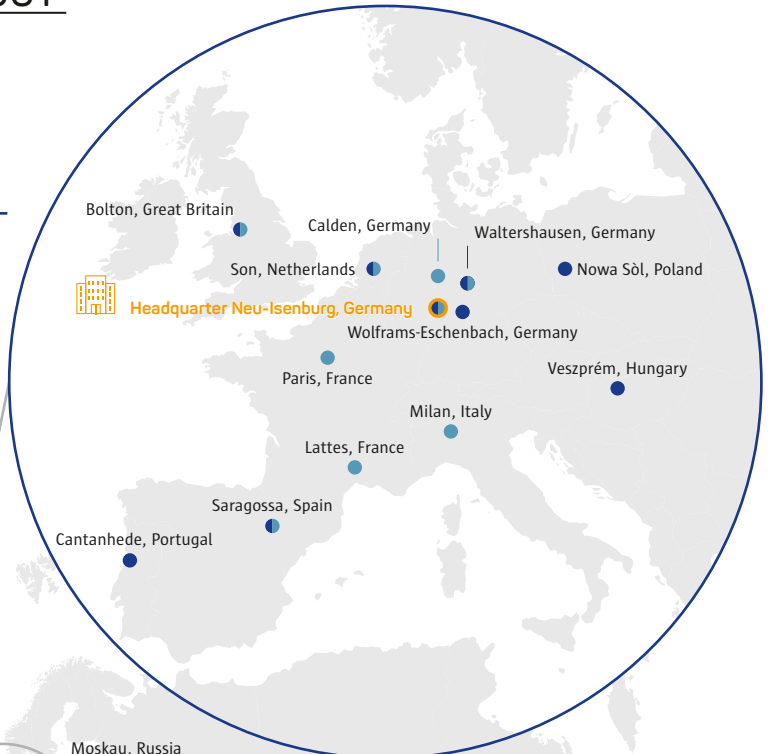 Bolton, Great Britain
Calden, Germany
Waltershausen, Germany
Son, Netherlands
Nowa Sòl, Poland
Headquarter Neu-Isenburg, Germany
Wolframs-Eschenbach, Germany
Paris, France
Veszprém, Hungary
Milan, Italy
Lattes, France
Saragossa, Spain
Cantanhede, Portugal
Moskau, Russia